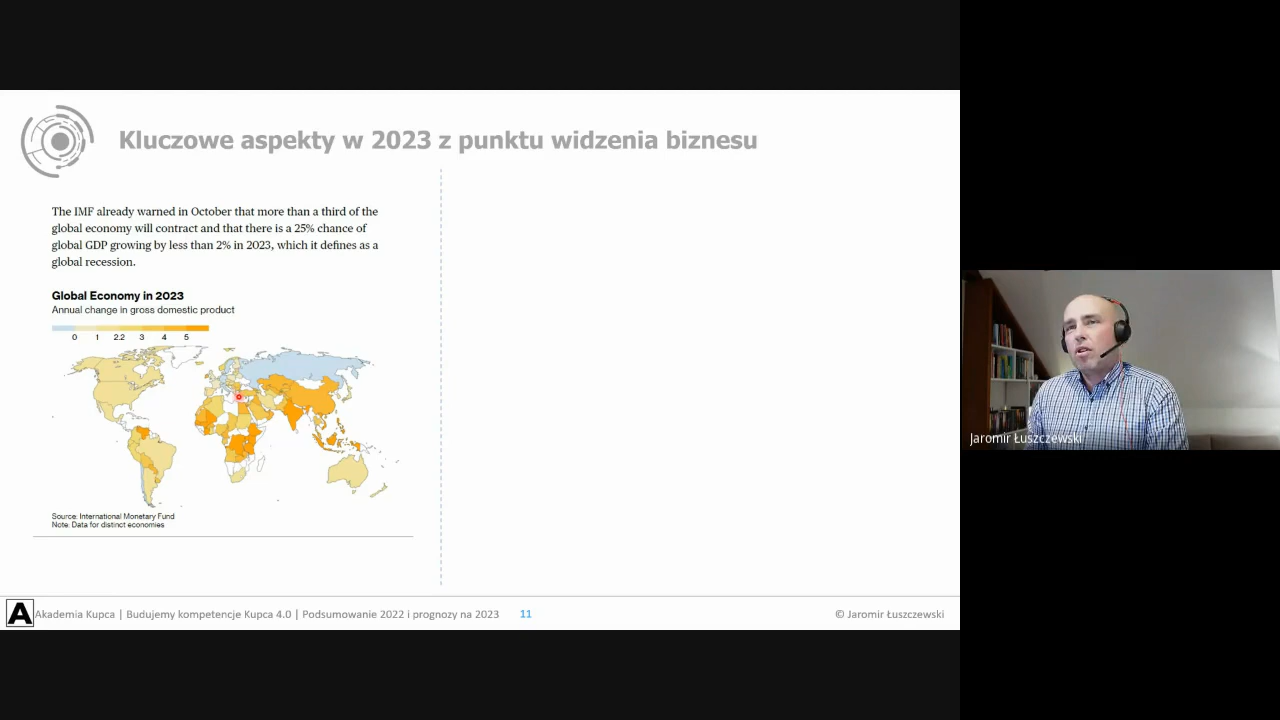 Kluczowe aspekty w 2023 z punktu widzenia biznesu
The IMF already warned in October that more than a third of the
global economy will contract and that there is a 25% chance of
global GDP growing by less than 2% in 2023, which it defines as a
global recession.
Global Economy in 2023
Annual change in gross domestic product
0 1 2.2 3 4 5
Source: International Monetary Fund
Note: Data for distinct economies
A Akademia Kupca | Budujemy kompetencje Kupca 4.0 | Podsumowanie 2022 i prognozy na 2023 11 © Jaromir Łuszczewski
Jaromir Łuszczewski